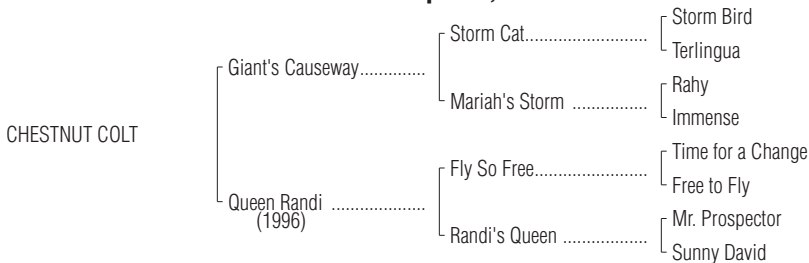 Storm Bird
Storm Cat........................
Terlingua
Giant's Causeway..............
Rahy
Mariah's Storm ................
Immense
CHESTNUT COLT
Time for a Change
Fly So Free......................
Free to Fly
Queen Randi ....................
(1996)
Mr. Prospector
Randi's Queen ..................
Sunny David